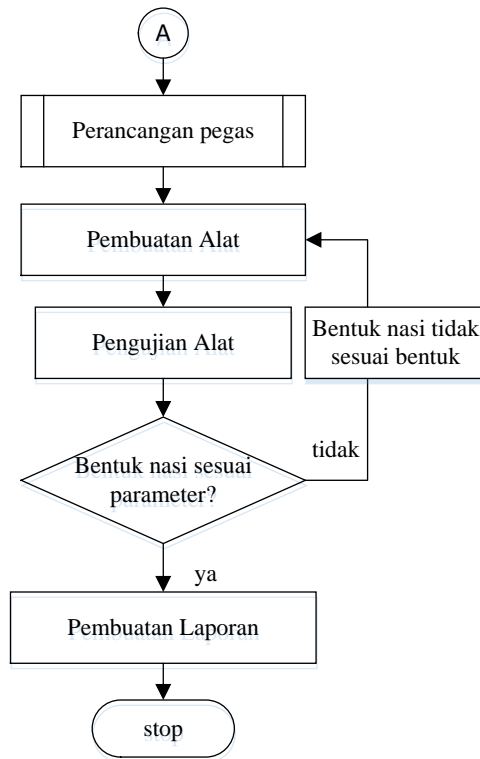 A
Perancangan pegas
Pembuatan Alat
Pengujian Alat
Bentuk nasi tidak
sesuai bentuk
Bentuk nasi sesuai
parameter?
tidak
ya
Pembuatan Laporan
stop